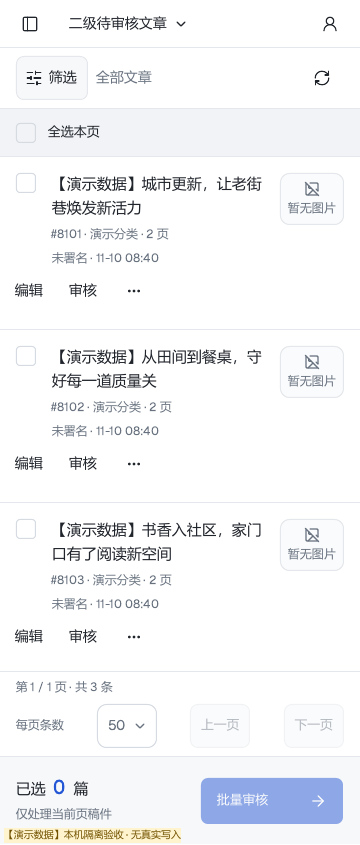 二级待审核文章
筛选 全部文章
全选本页
【演示数据】城市更新，让老街
巷焕发新活力
暂无图片
#8101 · 演示分类 · 2 页
未署名 · 11-10 08:40
编辑 审核 ···
【演示数据】从田间到餐桌，守
好每一道质量关
暂无图片
#8102 · 演示分类 · 2 页
未署名 · 11-10 08:40
编辑 审核 ···
【演示数据】书香入社区，家门
口有了阅读新空间
暂无图片
#8103 · 演示分类 · 2 页
未署名 · 11-10 08:40
编辑 审核 ···
第 1 / 1 页 · 共 3 条
每页条数 50 上一页 下一页
已选 0 篇
仅处理当前页稿件
批量审核
【演示数据】本机隔离验收 · 无真实写入